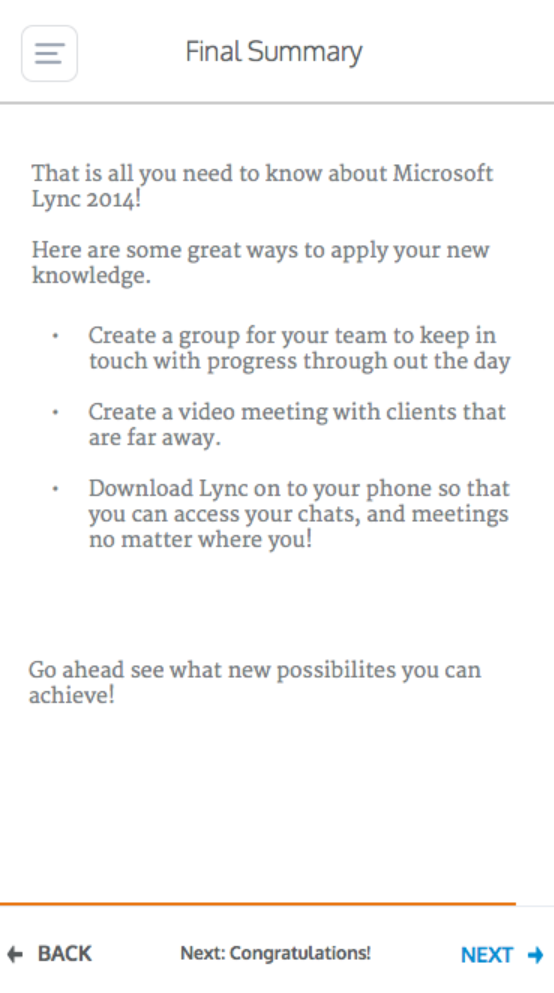 Final Summary
That is all you need to know about Microsoft
Lync 2014!
Here are some great ways to apply your new
knowledge.
• Create a group for your team to keep in
touch with progress through out the day
• Create a video meeting with clients that
are far away.
• Download Lync on to your phone so that
you can access your chats, and meetings
no matter where you!
Go ahead see what new possibilites you can
achieve!
← BACK Next: Congratulations! NEXT →